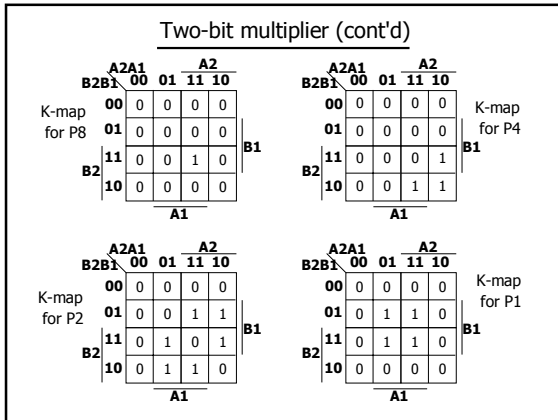 Two-bit multiplier (cont'd)
A2A1 A2
B2B1 00 01 11 10
00 0 0 0 0
01 0 0 0 0
11 0 0 1 0
10 0 0 0 0
B2
B1
A1
K-map
for P8
A2A1 A2
B2B1 00 01 11 10
00 0 0 0 0
01 0 0 0 0
11 0 0 0 1
10 0 0 1 1
B2
B1
A1
K-map
for P4
A2A1 A2
B2B1 00 01 11 10
00 0 0 0 0
01 0 0 1 1
11 0 1 0 1
10 0 1 1 0
B2
B1
A1
K-map
for P2
A2A1 A2
B2B1 00 01 11 10
00 0 0 0 0
01 0 1 1 0
11 0 1 1 0
10 0 0 0 0
B2
B1
A1
K-map
for P1